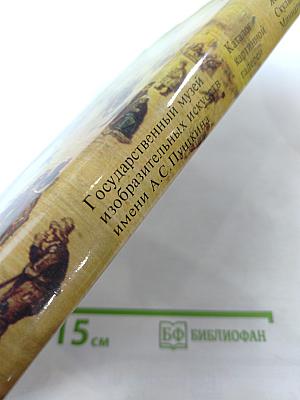 Государственный музей
изобразительных искусств
имени А.С.Пушкина
Каталог
картинной
галереи
15 см
БФ БИБЛИОФАН